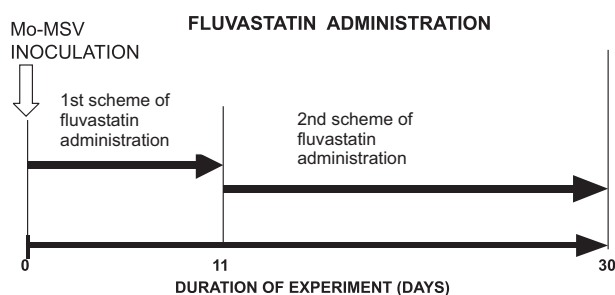 FLUVASTATIN ADMINISTRATION
Mo-MSV
INOCULATION
1st scheme of
fluvastatin
administration
2nd scheme of
fluvastatin
administration
0
11
30
DURATION OF EXPERIMENT (DAYS)